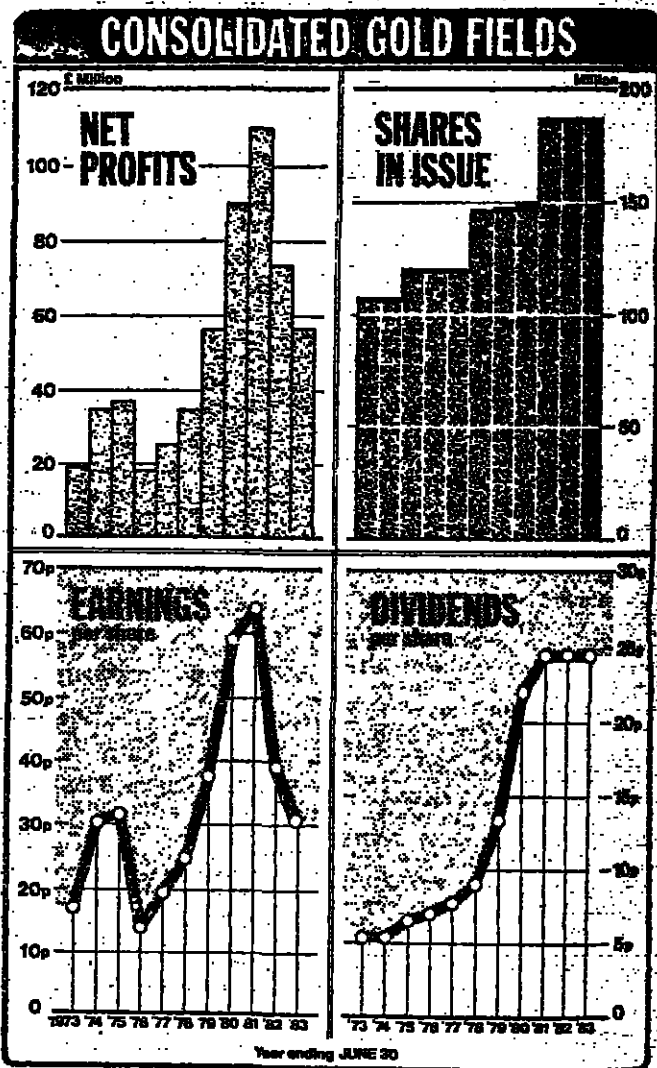 CONSOLIDATED GOLD FIELDS
£ Million
120
100
80
60
40
20
0
NET
PROFITS
Million
200
150
100
50
0
SHARES
IN ISSUE
70p
60p
50p
40p
30p
20p
10p
0
EARNINGS
per share
1973 '74 '75 '76 '77 '78 '79 '80 '81 '82 '83
30p
25p
20p
15p
10p
5p
0
DIVIDENDS
per share
'73 '74 '75 '76 '77 '78 '79 '80 '81 '82 '83
Year ending JUNE 30